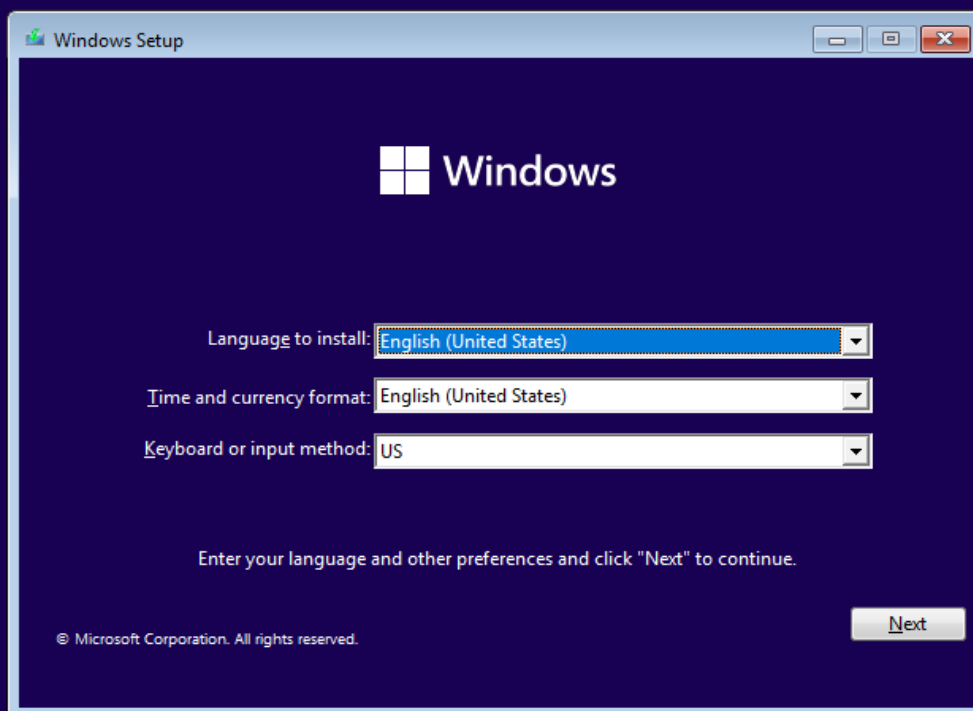 Windows Setup
Windows
Language to install: English (United States)
Time and currency format: English (United States)
Keyboard or input method: US
Enter your language and other preferences and click "Next" to continue.
Next
© Microsoft Corporation. All rights reserved.